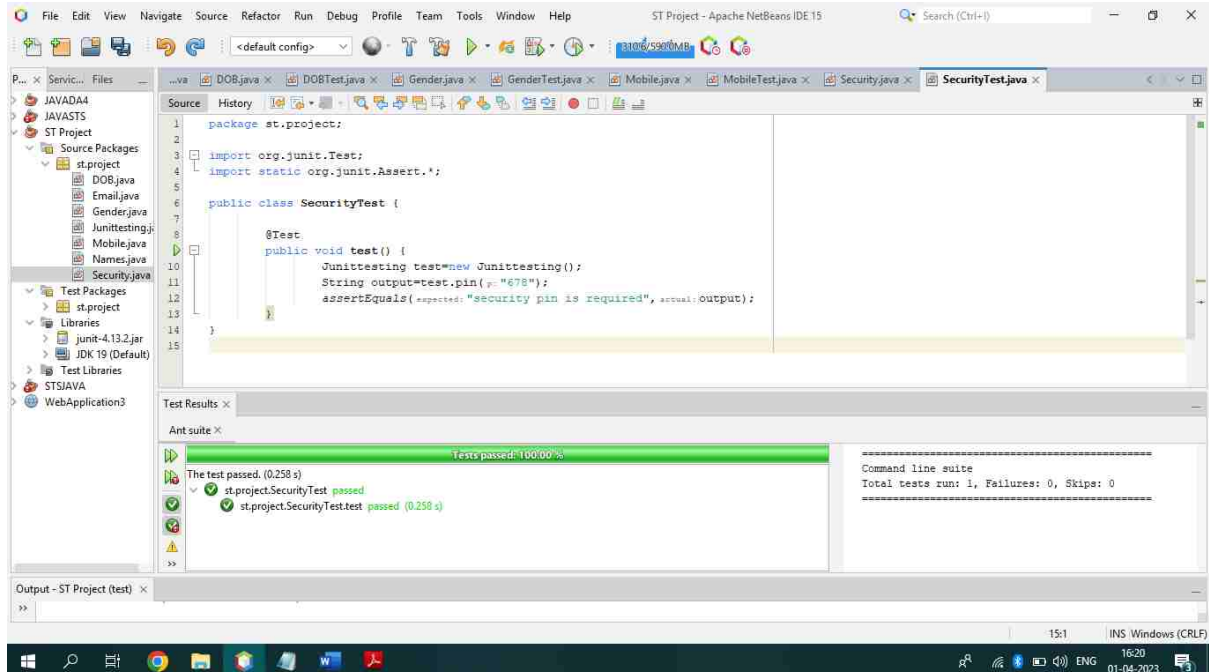 File Edit View Navigate Source Refactor Run Debug Profile Team Tools Window Help ST Project - Apache NetBeans IDE 15 Search (Ctrl+I)
<default config> 310.6/590.0MB
P... Servic... Files ...va DOB.java DOBTest.java Gender.java GenderTest.java Mobile.java MobileTest.java Security.java SecurityTest.java
Source History
JAVADA4
JAVASTS
ST Project
Source Packages
st.project
DOB.java
Email.java
Gender.java
Junittesting.j
Mobile.java
Names.java
Security.java
Test Packages
st.project
Libraries
junit-4.13.2.jar
JDK 19 (Default)
Test Libraries
STSJAVA
WebApplication3
1 package st.project;
2
3 import org.junit.Test;
4 import static org.junit.Assert.*;
5
6 public class SecurityTest {
7
8 @Test
public void test() {
10 Junittesting test=new Junittesting();
11 String output=test.pin(p: "678");
12 assertEquals(expected: "security pin is required", actual: output);
13 }
14 }
15
Test Results
Ant suite
Tests passed: 100.00 %
The test passed. (0.258 s)
st.project.SecurityTest passed
st.project.SecurityTest.test passed (0.258 s)
=====================================================
Command line suite
Total tests run: 1, Failures: 0, Skips: 0
=====================================================
Output - ST Project (test)
15:1 INS Windows (CRLF)
ENG 16:20
01-04-2023